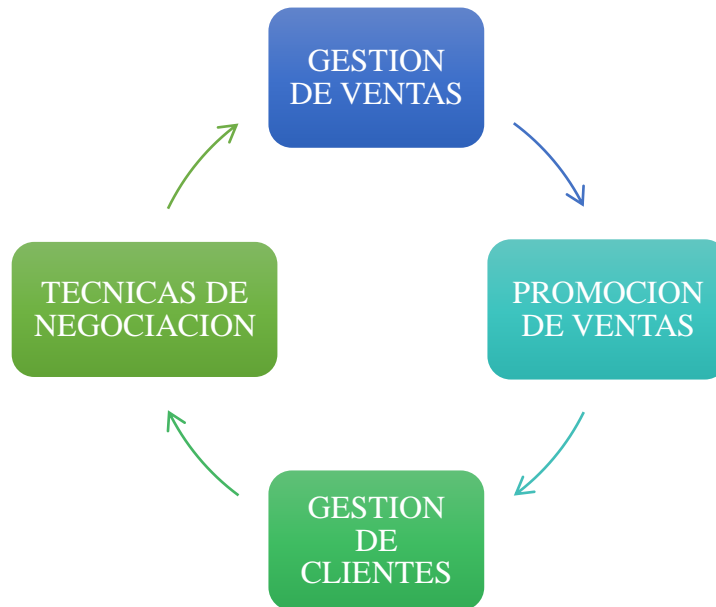 GESTION
DE VENTAS
PROMOCION
DE VENTAS
GESTION
DE
CLIENTES
TECNICAS DE
NEGOCIACION